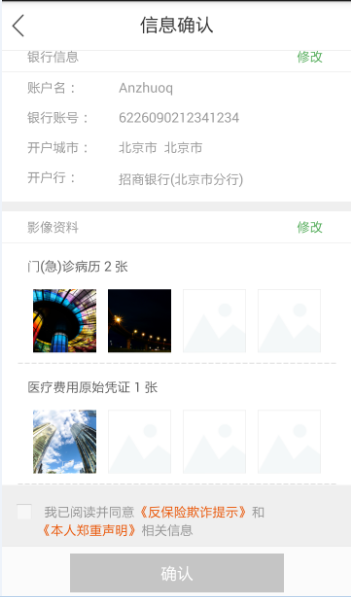 信息确认
银行信息 修改
账户名： Anzhuoq
银行账号： 6226090212341234
开户城市： 北京市 北京市
开户行： 招商银行(北京市分行)
影像资料 修改
门(急)诊病历 2 张
医疗费用原始凭证 1 张
我已阅读并同意《反保险欺诈提示》和
《本人郑重声明》相关信息
确认